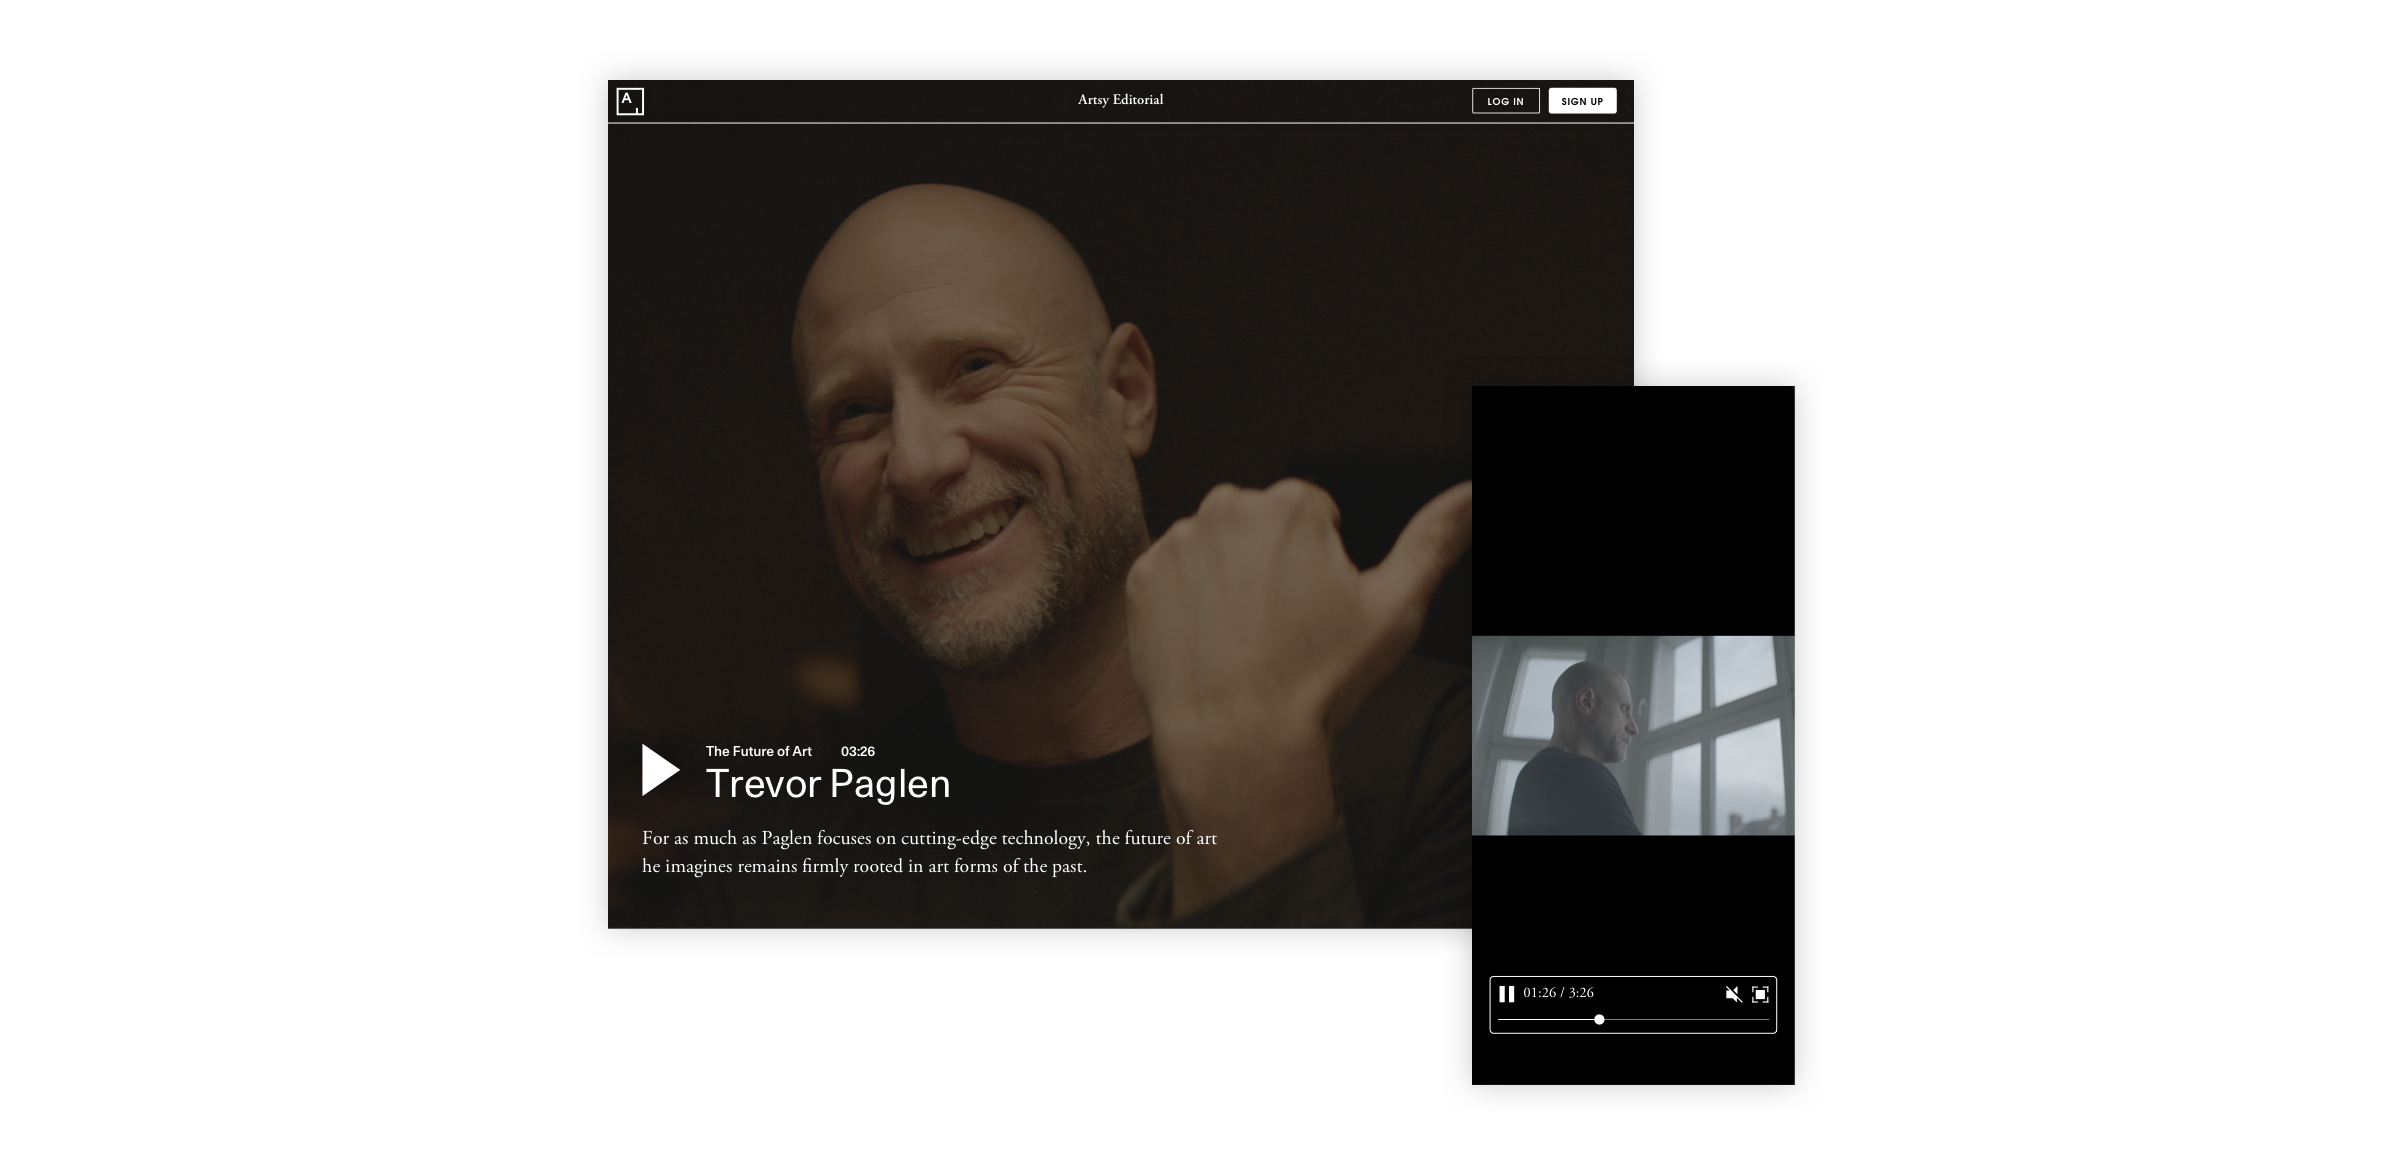 A
Artsy Editorial
LOG IN
SIGN UP
The Future of Art 03:26
Trevor Paglen
For as much as Paglen focuses on cutting-edge technology, the future of art
he imagines remains firmly rooted in art forms of the past.
01:26 / 3:26